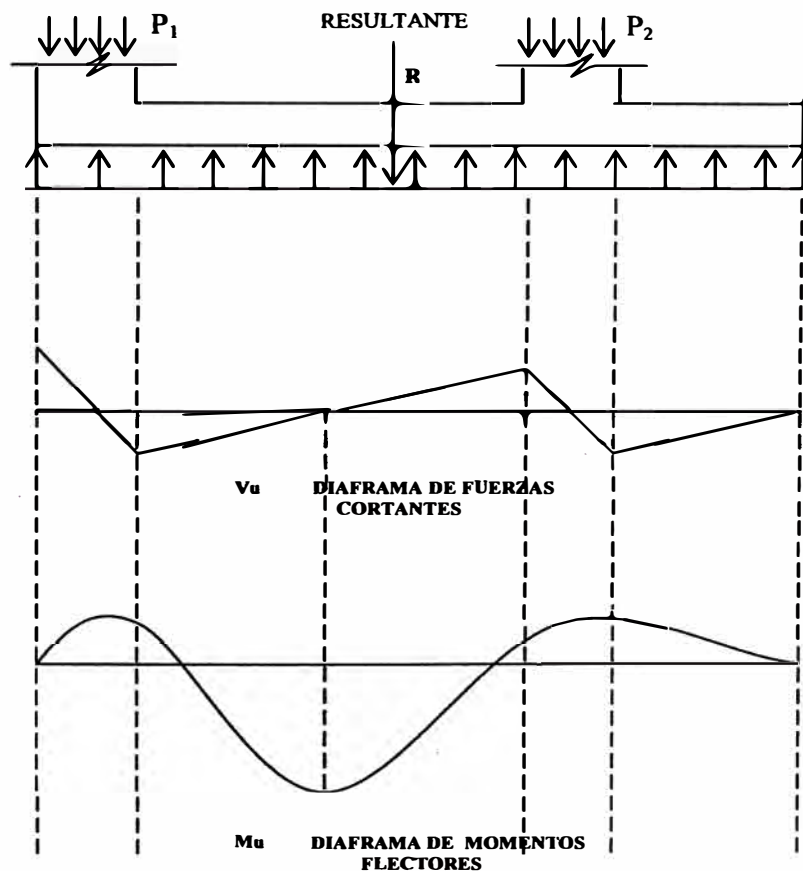 P1
RESULTANTE
P2
R
Vu DIAFRAMA DE FUERZAS
CORTANTES
Mu DIAFRAMA DE MOMENTOS
FLECTORES